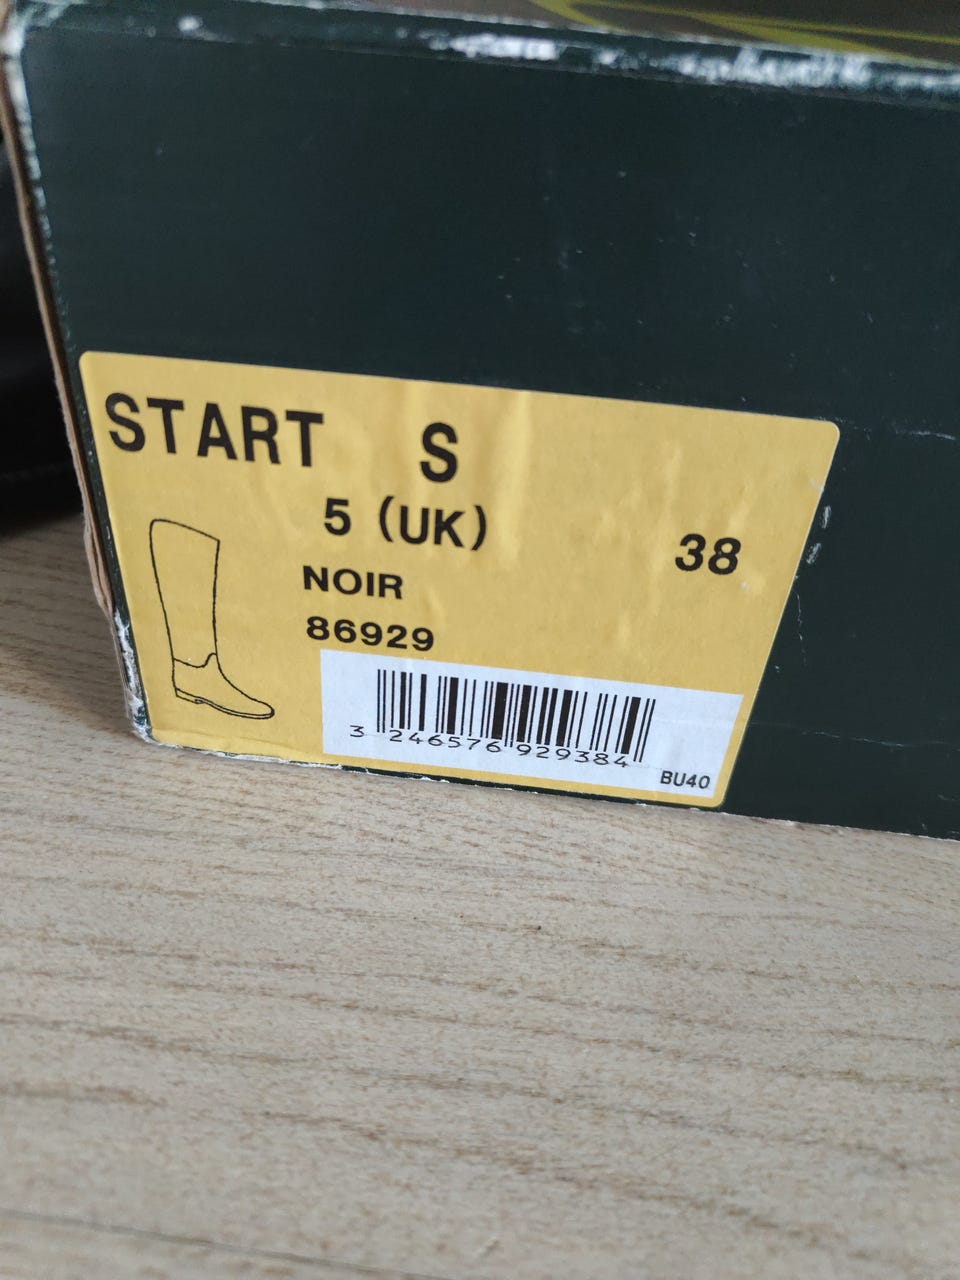 START S
5 (UK)
38
NOIR
86929
3 246576 929384
BU40